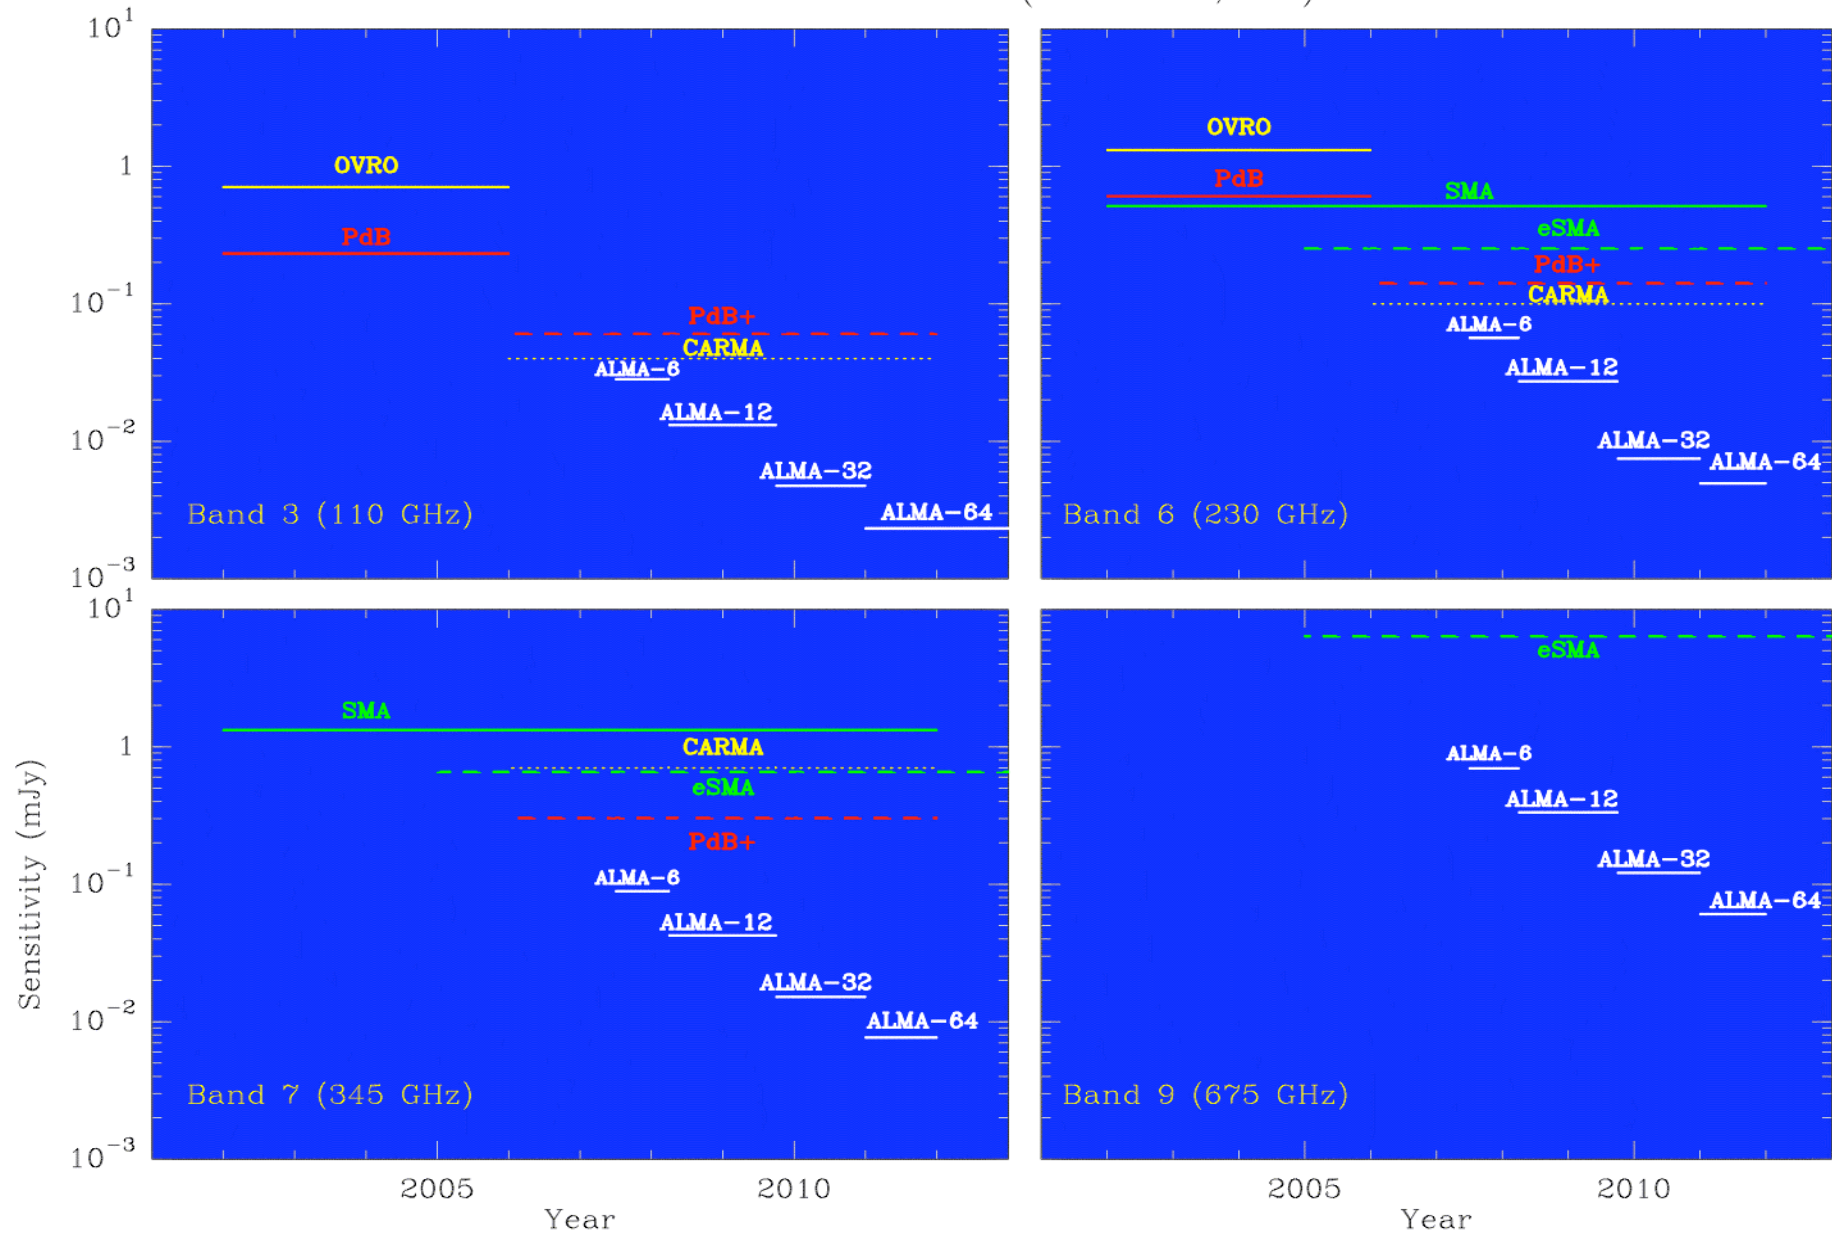 10^1
1
10^-1
10^-2
10^-3
OVRO
PdB
PdB+
CARMA
ALMA-6
ALMA-12
ALMA-32
ALMA-64
Band 3 (110 GHz)
OVRO
PdB
SMA
eSMA
PdB+
CARMA
ALMA-6
ALMA-12
ALMA-32
ALMA-64
Band 6 (230 GHz)
10^1
1
10^-1
10^-2
10^-3
Sensitivity (mJy)
SMA
CARMA
eSMA
PdB+
ALMA-6
ALMA-12
ALMA-32
ALMA-64
Band 7 (345 GHz)
2005 2010
Year
eSMA
ALMA-6
ALMA-12
ALMA-32
ALMA-64
Band 9 (675 GHz)
2005 2010
Year